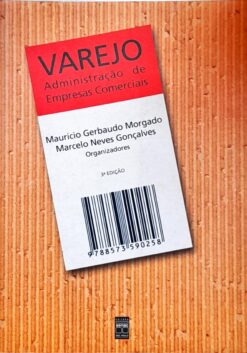 VAREJO
Administração de
Empresas Comerciais
Mauricio Gerbaudo Morgado
Marcelo Neves Gonçalves
Organizadores
3ª EDIÇÃO
9788573590258